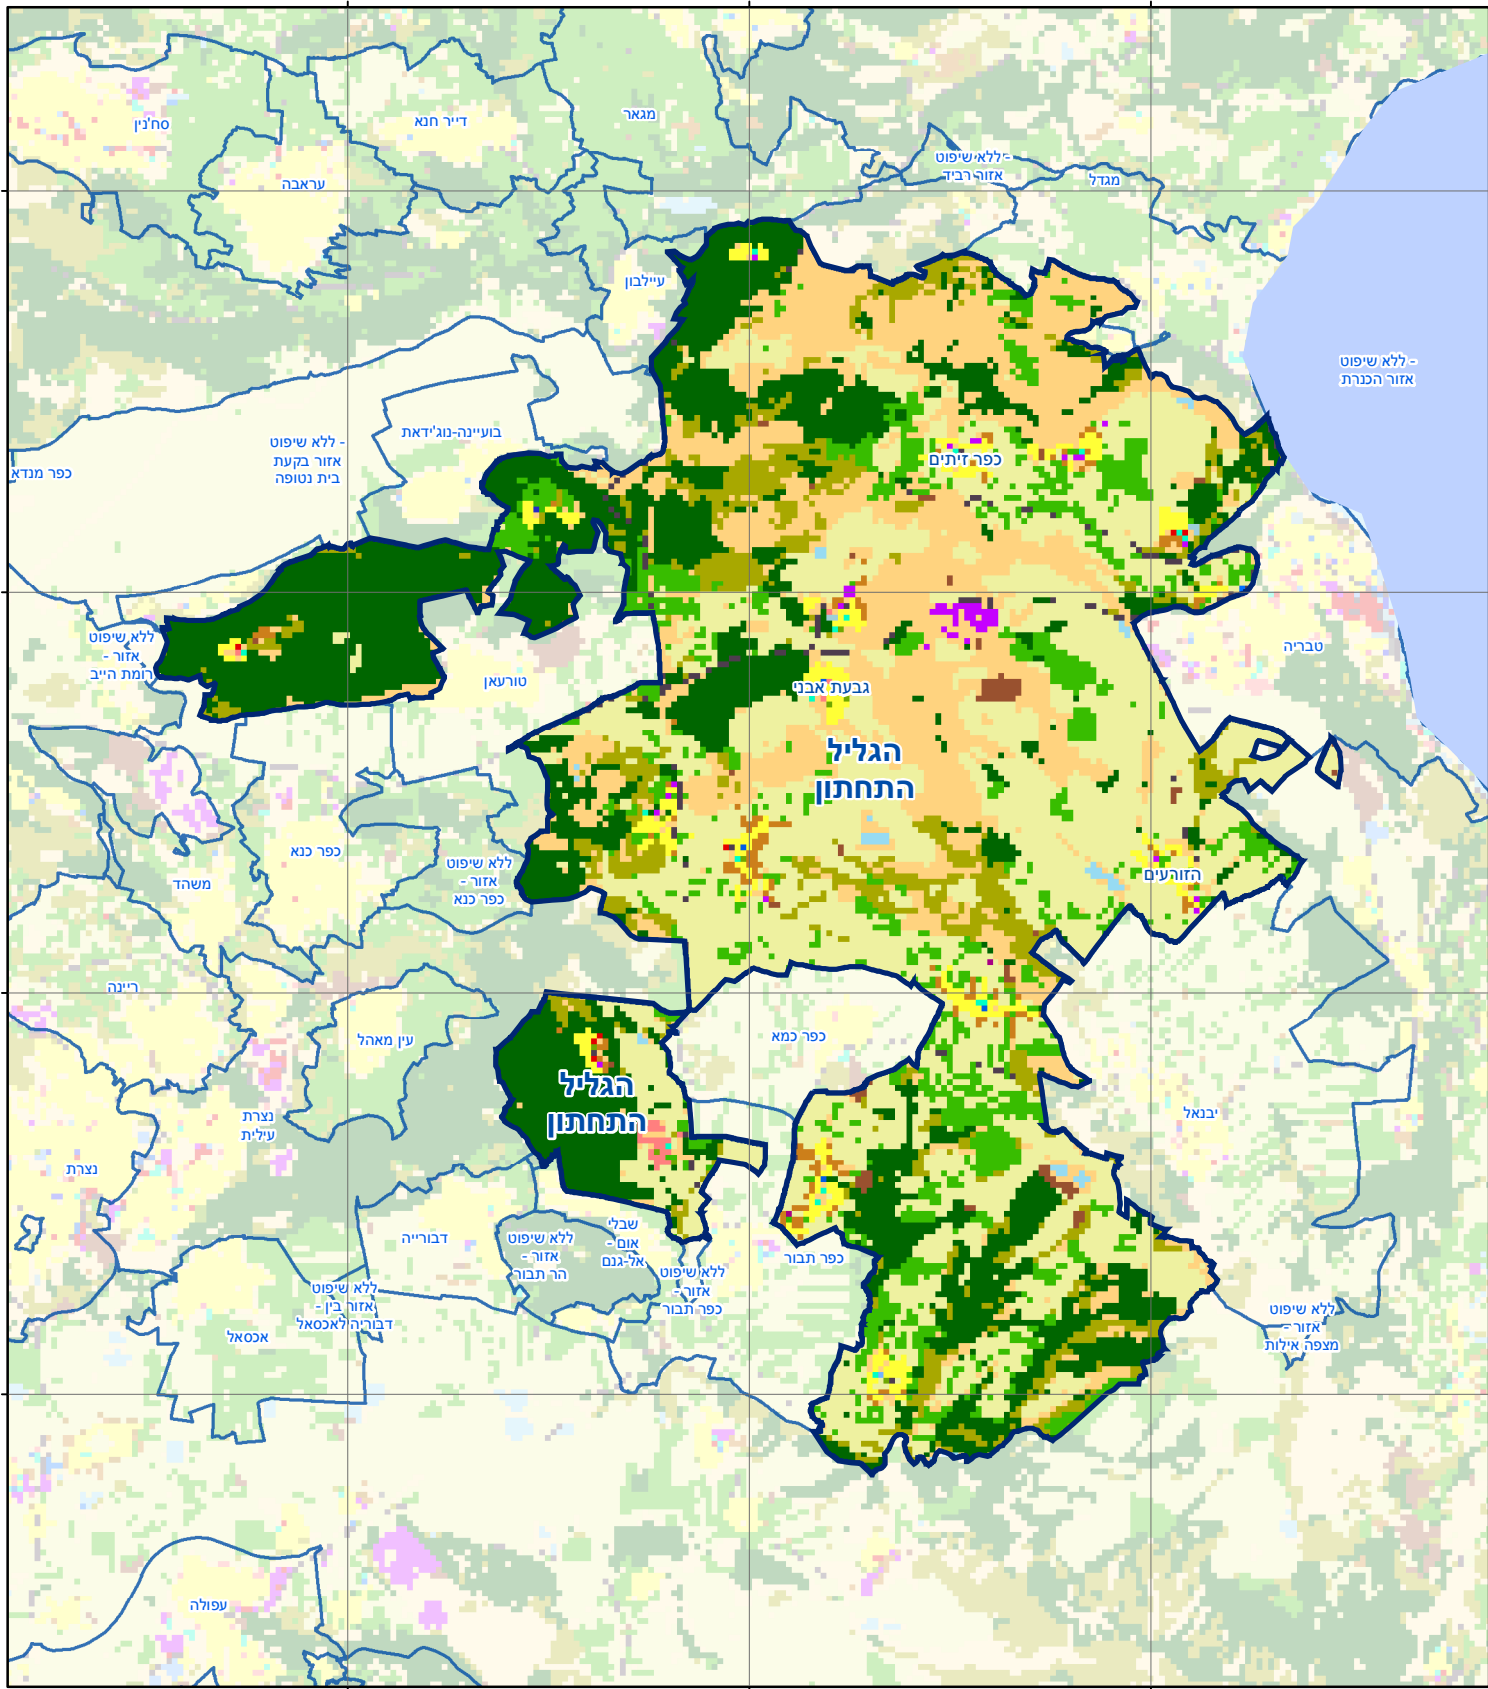 מגאר
דייר חנא
סח'נין
- ללא שיפוט
אזור רביד
מגדל
עראבה
עיילבון
- ללא שיפוט
אזור הכנרת
בועיינה-נוג'ידאת
- ללא שיפוט
אזור בקעת
בית נטופה
כפר מנדא
כפר זיתים
ללא שיפוט
אזור -
רומת הייב
טורעאן
טבריה
גבעת אבני
הגליל
התחתון
כפר כנא
משהד
ללא שיפוט
אזור -
כפר כנא
הזורעים
ריינה
עין מאהל
כפר כמא
הגליל
התחתון
נצרת
עילית
יבנאל
נצרת
דבורייה
ללא שיפוט
אזור -
הר תבור
שבלי
אום -
אל-גנם
ללא שיפוט
אזור -
כפר תבור
כפר תבור
ללא שיפוט
אזור בין -
דבוריה לאכסאל
אכסאל
ללא שיפוט
אזור -
מצפה אילות
עפולה